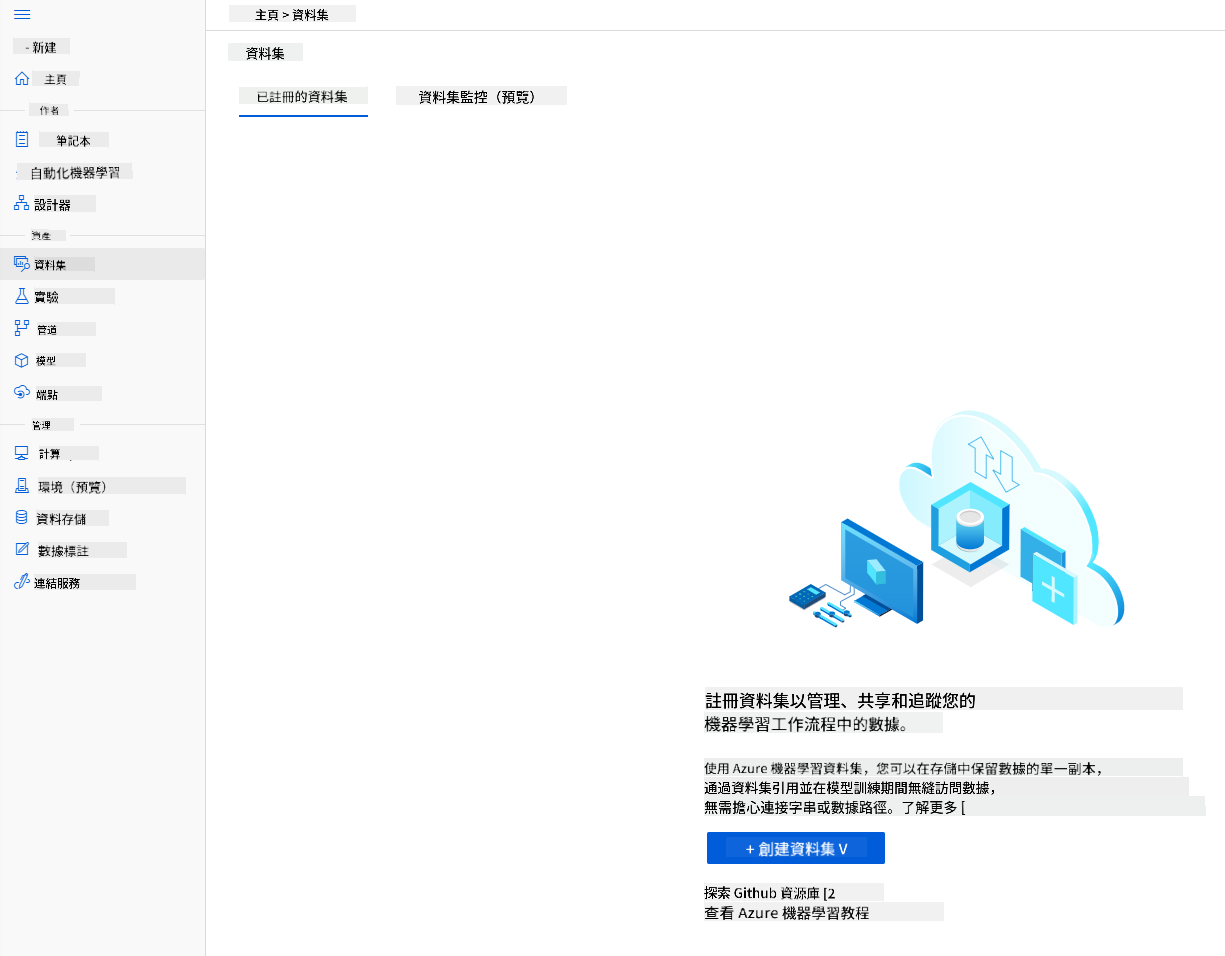 主頁 > 資料集
- 新建
主頁
作者
筆記本
自動化機器學習
設計器
資產
資料集
實驗
管道
模型
端點
管理
計算
環境（預覽）
資料存儲
數據標註
連結服務
資料集
已註冊的資料集
資料集監控（預覽）
註冊資料集以管理、共享和追蹤您的
機器學習工作流程中的數據。
使用 Azure 機器學習資料集，您可以在存儲中保留數據的單一副本，
通過資料集引用並在模型訓練期間無縫訪問數據，
無需擔心連接字串或數據路徑。了解更多 [
+ 創建資料集 V
探索 Github 資源庫 [2
查看 Azure 機器學習教程